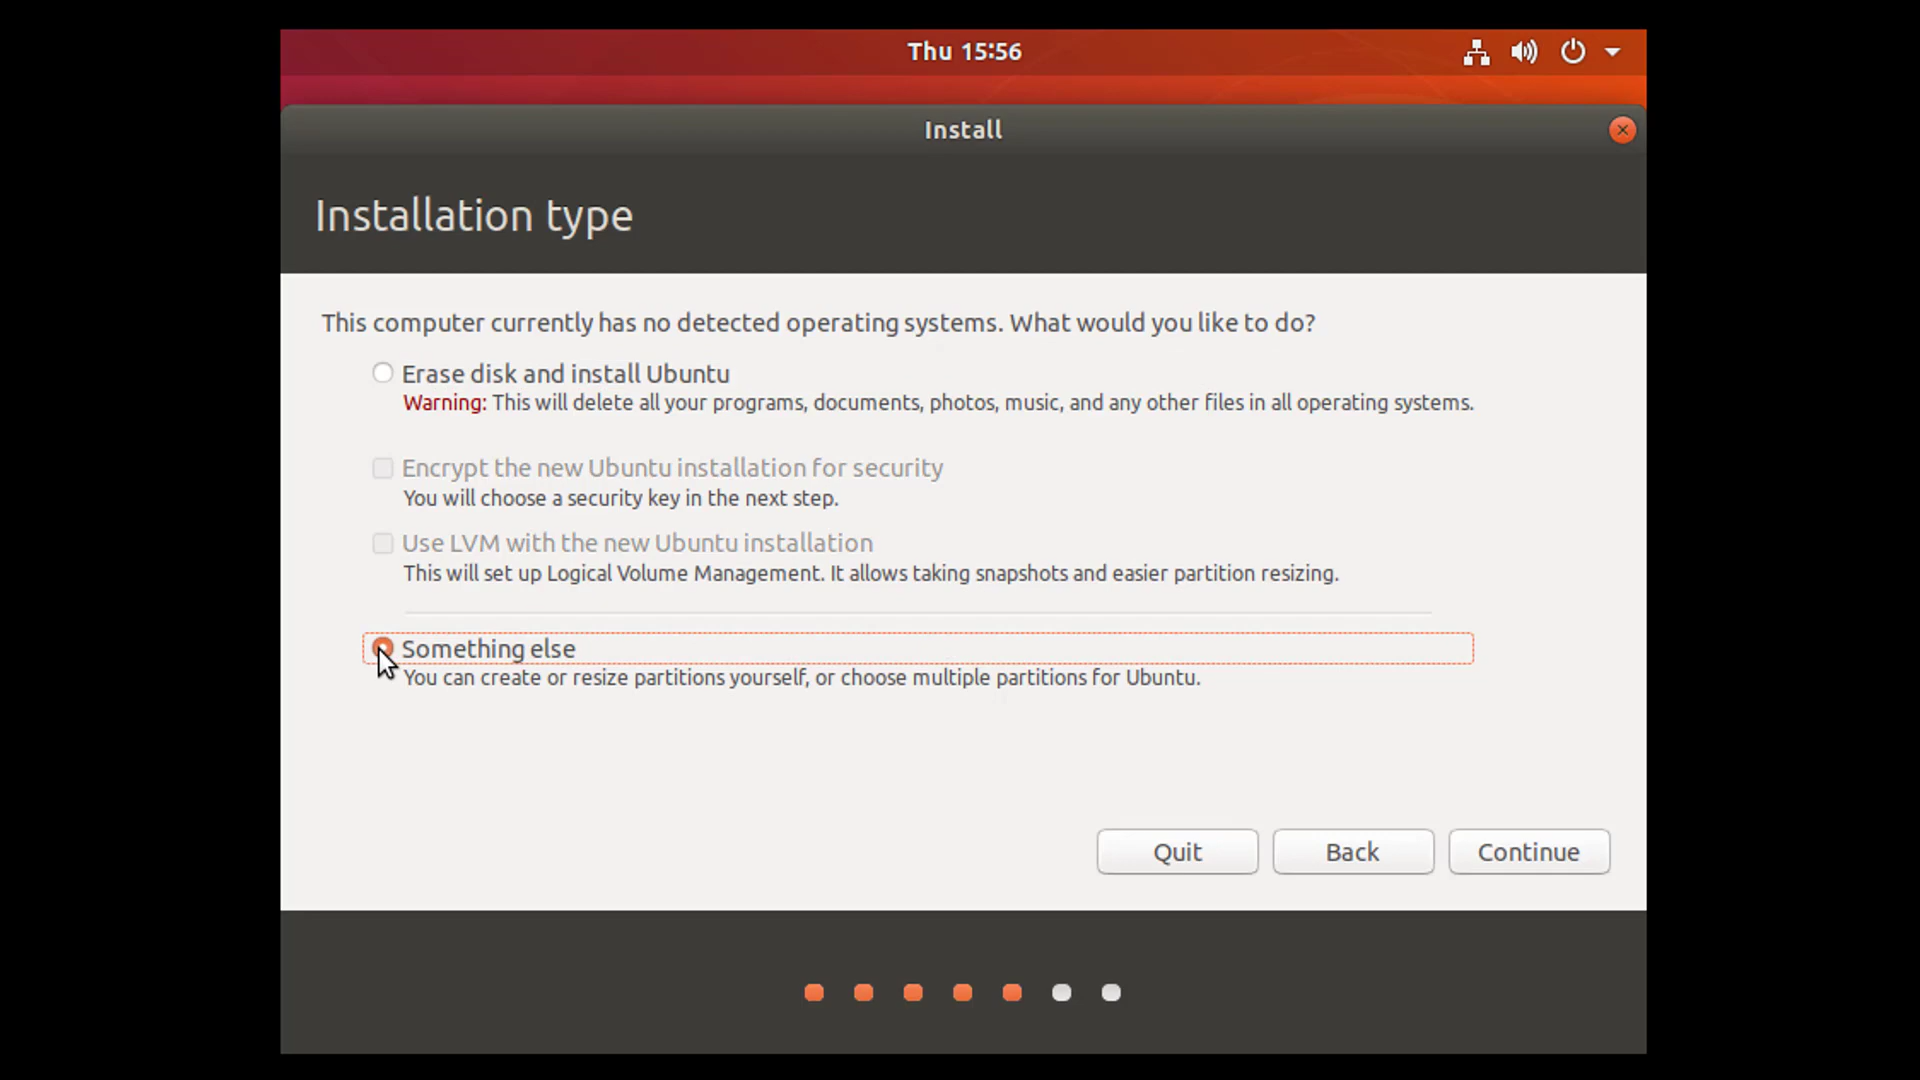 Thu 15:56
Install
Installation type
This computer currently has no detected operating systems. What would you like to do?
Erase disk and install Ubuntu
Warning: This will delete all your programs, documents, photos, music, and any other files in all operating systems.
Encrypt the new Ubuntu installation for security
You will choose a security key in the next step.
Use LVM with the new Ubuntu installation
This will set up Logical Volume Management. It allows taking snapshots and easier partition resizing.
Something else
You can create or resize partitions yourself, or choose multiple partitions for Ubuntu.
Quit
Back
Continue